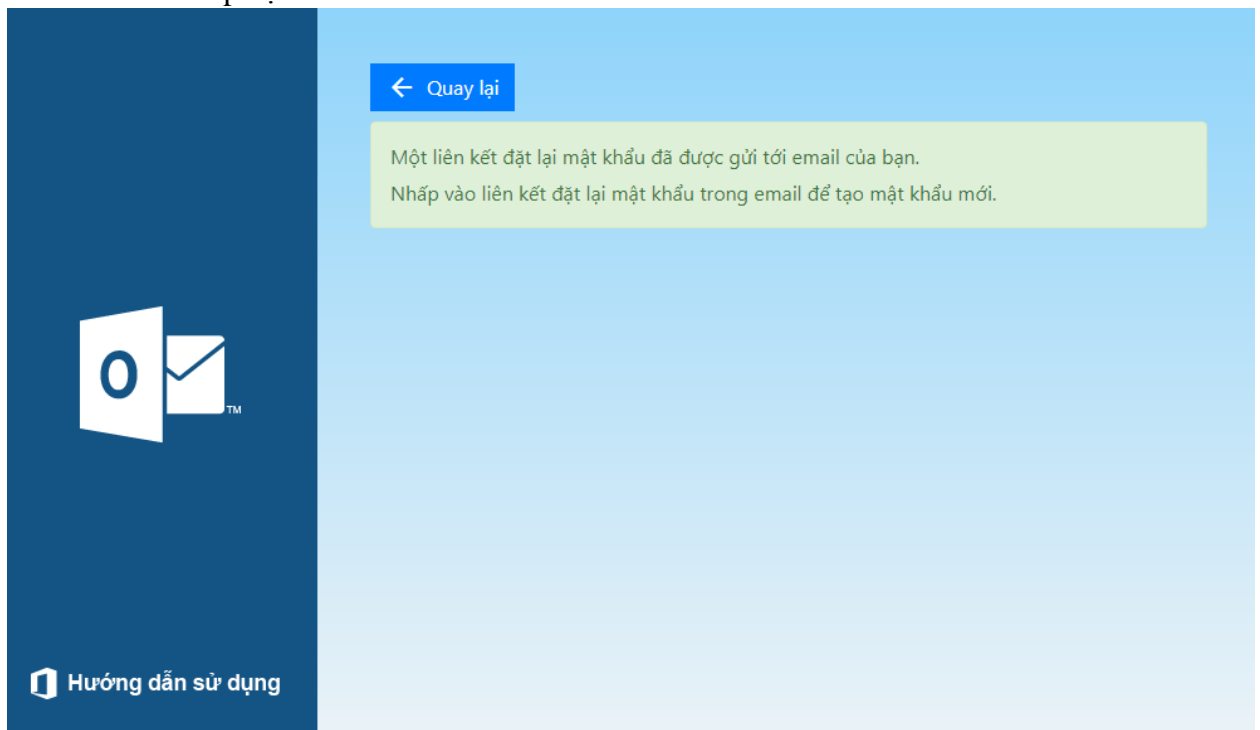 ← Quay lại
Một liên kết đặt lại mật khẩu đã được gửi tới email của bạn.
Nhấp vào liên kết đặt lại mật khẩu trong email để tạo mật khẩu mới.
O
TM
Hướng dẫn sử dụng